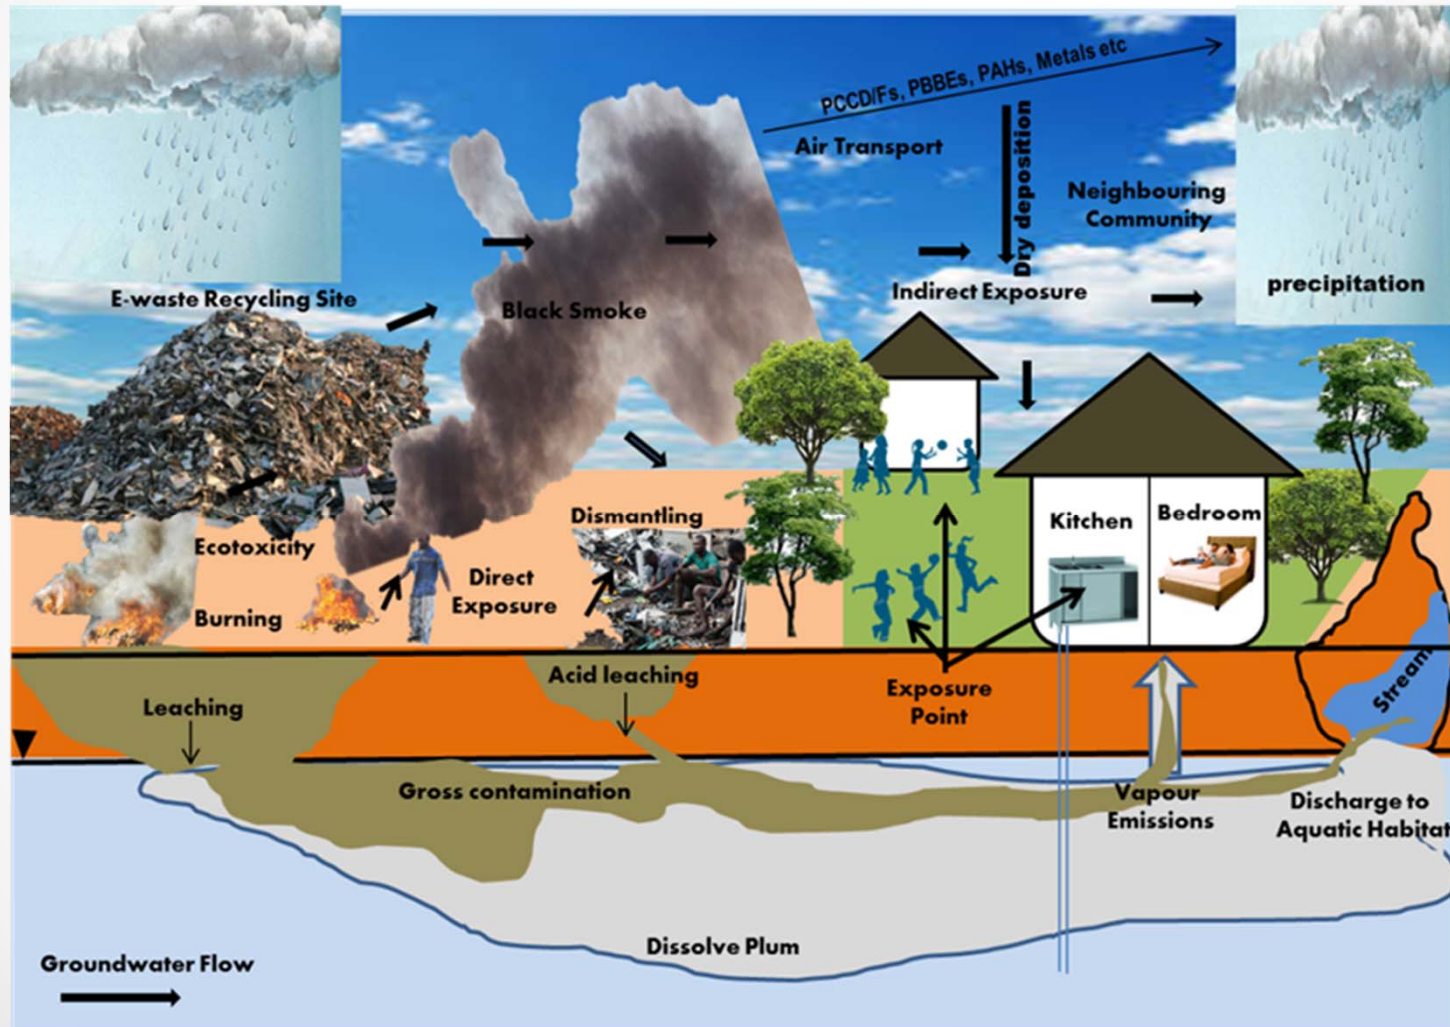 PCCD/Fs, PBBEs, PAHs, Metals etc
Air Transport
Dry deposition
Neighbouring
Community
Indirect Exposure
precipitation
E-waste Recycling Site
Black Smoke
Ecotoxicity
Burning
Direct
Exposure
Dismantling
Kitchen
Bedroom
Leaching
Acid leaching
Exposure
Point
Stream
Gross contamination
Vapour
Emissions
Discharge to
Aquatic Habitat
Dissolve Plum
Groundwater Flow